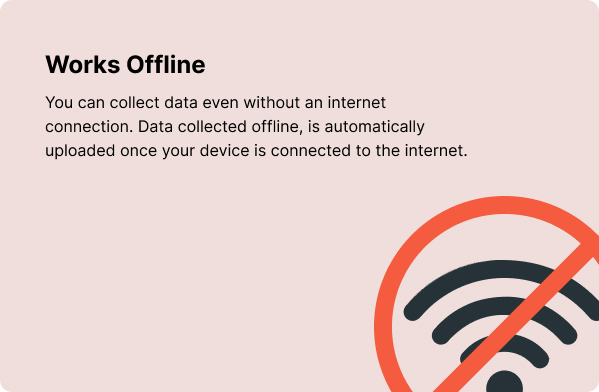 Works Offline
You can collect data even without an internet
connection. Data collected offline, is automatically
uploaded once your device is connected to the internet.